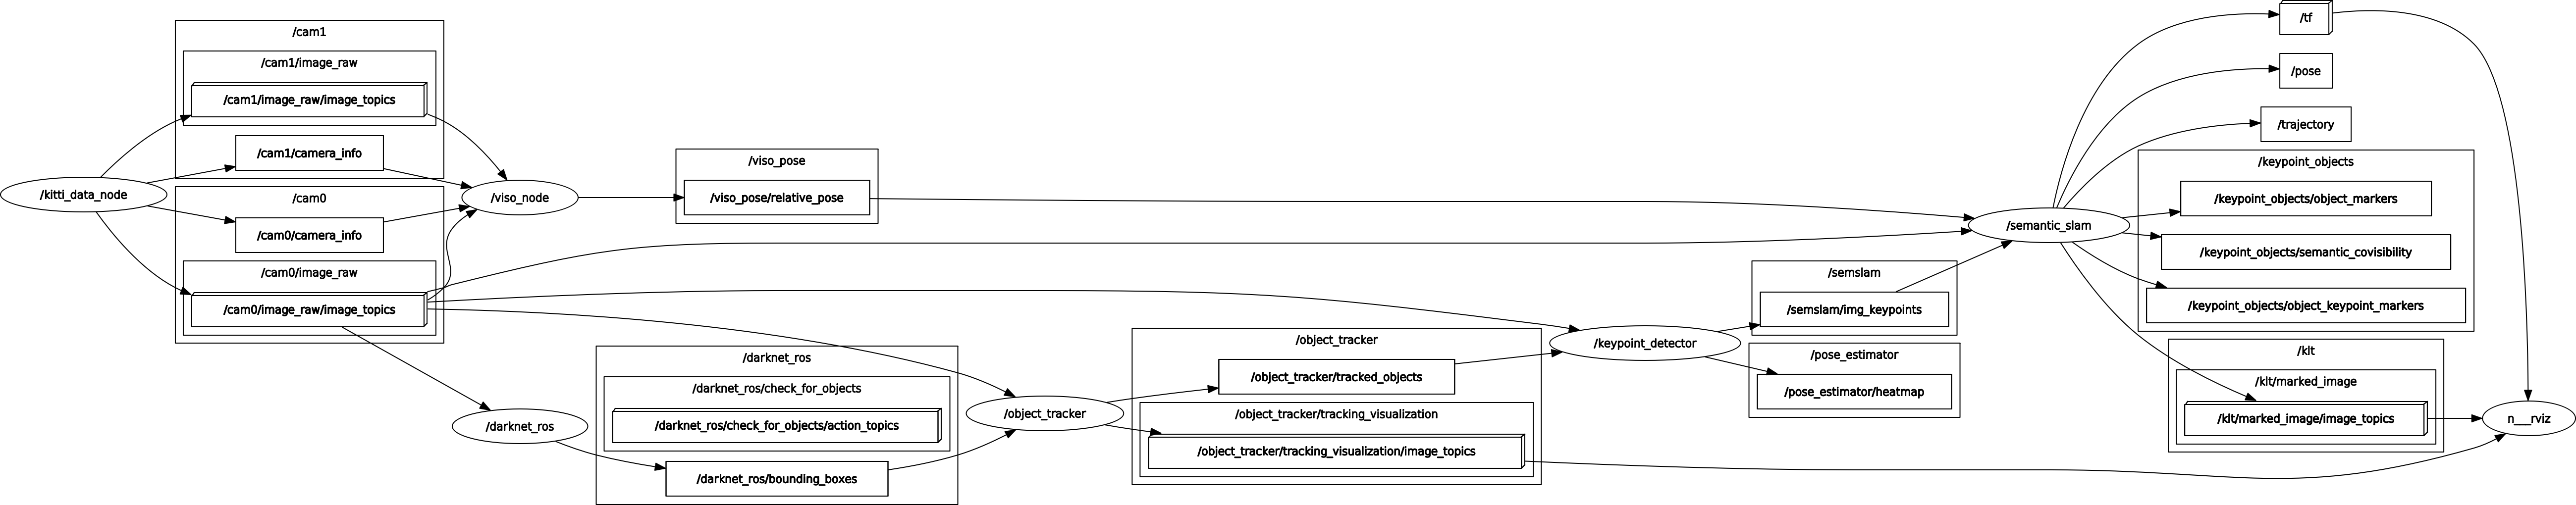 /kitti_data_node
/cam1
/cam1/image_raw
/cam1/image_raw/image_topics
/cam1/camera_info
/cam0
/cam0/camera_info
/cam0/image_raw
/cam0/image_raw/image_topics
/viso_node
/darknet_ros
/viso_pose
/viso_pose/relative_pose
/darknet_ros
/darknet_ros/check_for_objects
/darknet_ros/check_for_objects/action_topics
/darknet_ros/bounding_boxes
/object_tracker
/object_tracker
/object_tracker/tracked_objects
/object_tracker/tracking_visualization
/object_tracker/tracking_visualization/image_topics
/keypoint_detector
/semslam
/semslam/img_keypoints
/pose_estimator
/pose_estimator/heatmap
/semantic_slam
/tf
/pose
/trajectory
/keypoint_objects
/keypoint_objects/object_markers
/keypoint_objects/semantic_covisibility
/keypoint_objects/object_keypoint_markers
/klt
/klt/marked_image
/klt/marked_image/image_topics
n___rviz